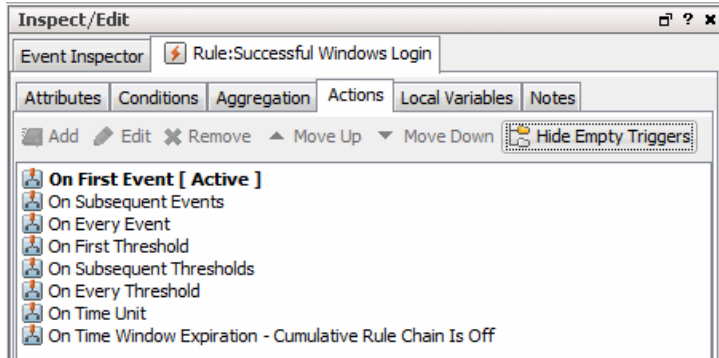 Inspect/Edit
Event Inspector Rule:Successful Windows Login
Attributes Conditions Aggregation Actions Local Variables Notes
Add Edit Remove Move Up Move Down Hide Empty Triggers
On First Event [ Active ]
On Subsequent Events
On Every Event
On First Threshold
On Subsequent Thresholds
On Every Threshold
On Time Unit
On Time Window Expiration - Cumulative Rule Chain Is Off